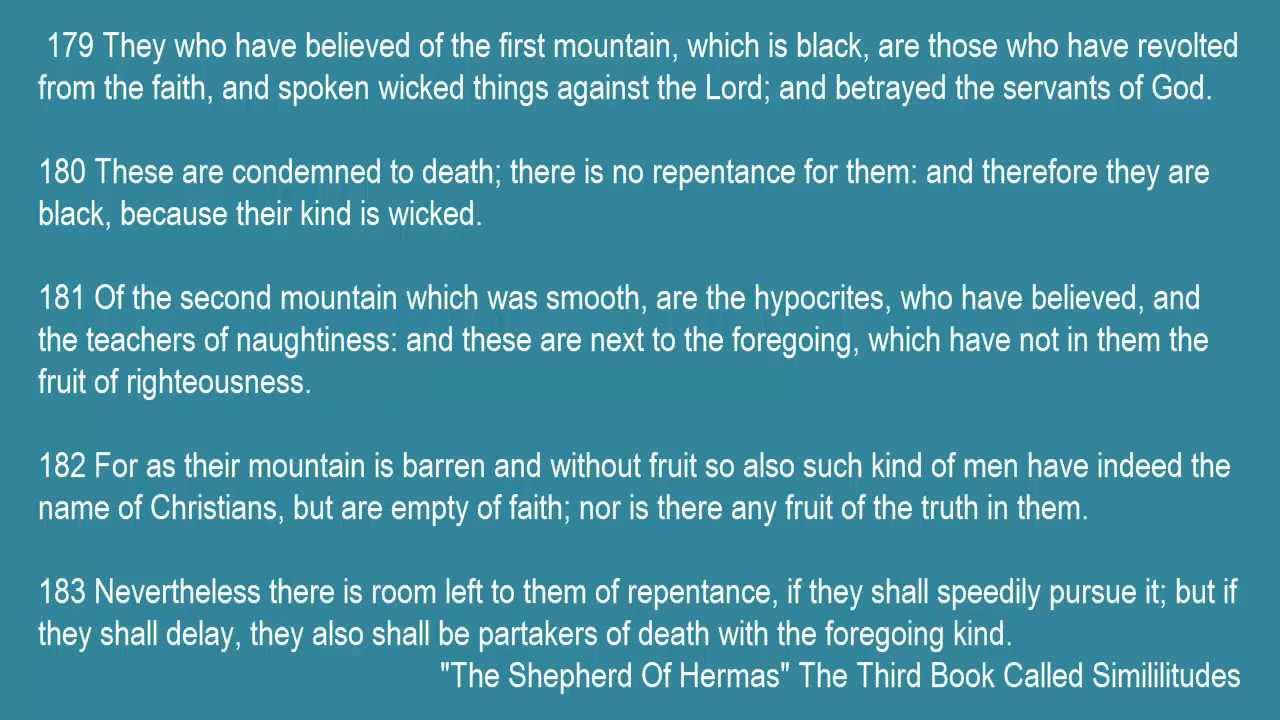 179 They who have believed of the first mountain, which is black, are those who have revolted
from the faith, and spoken wicked things against the Lord; and betrayed the servants of God.
180 These are condemned to death; there is no repentance for them: and therefore they are
black, because their kind is wicked.
181 Of the second mountain which was smooth, are the hypocrites, who have believed, and
the teachers of naughtiness: and these are next to the foregoing, which have not in them the
fruit of righteousness.
182 For as their mountain is barren and without fruit so also such kind of men have indeed the
name of Christians, but are empty of faith; nor is there any fruit of the truth in them.
183 Nevertheless there is room left to them of repentance, if they shall speedily pursue it; but if
they shall delay, they also shall be partakers of death with the foregoing kind.
"The Shepherd Of Hermas" The Third Book Called Simililitudes